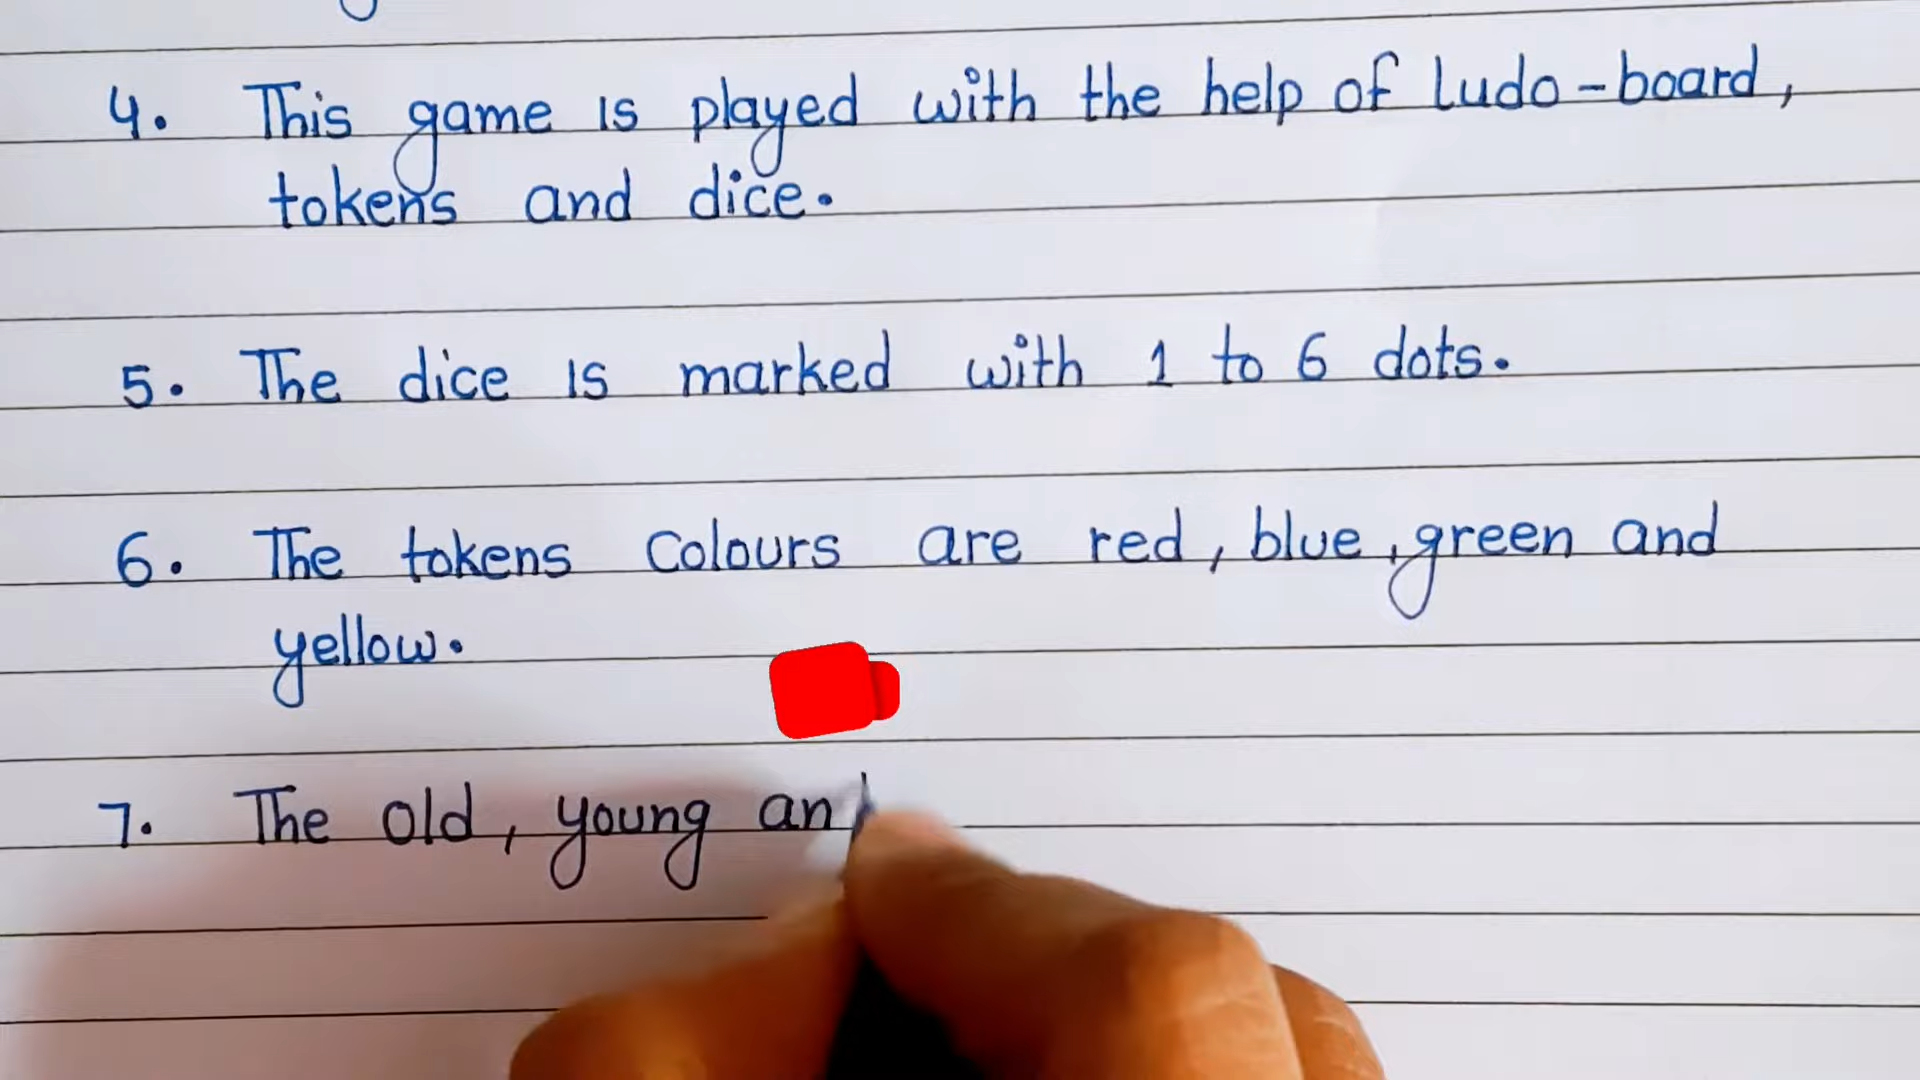 4. This game is played with the help of ludo-board,
tokens and dice.
5. The dice is marked with 1 to 6 dots.
6. The tokens colours are red, blue, green and
yellow.
7. The old, young an